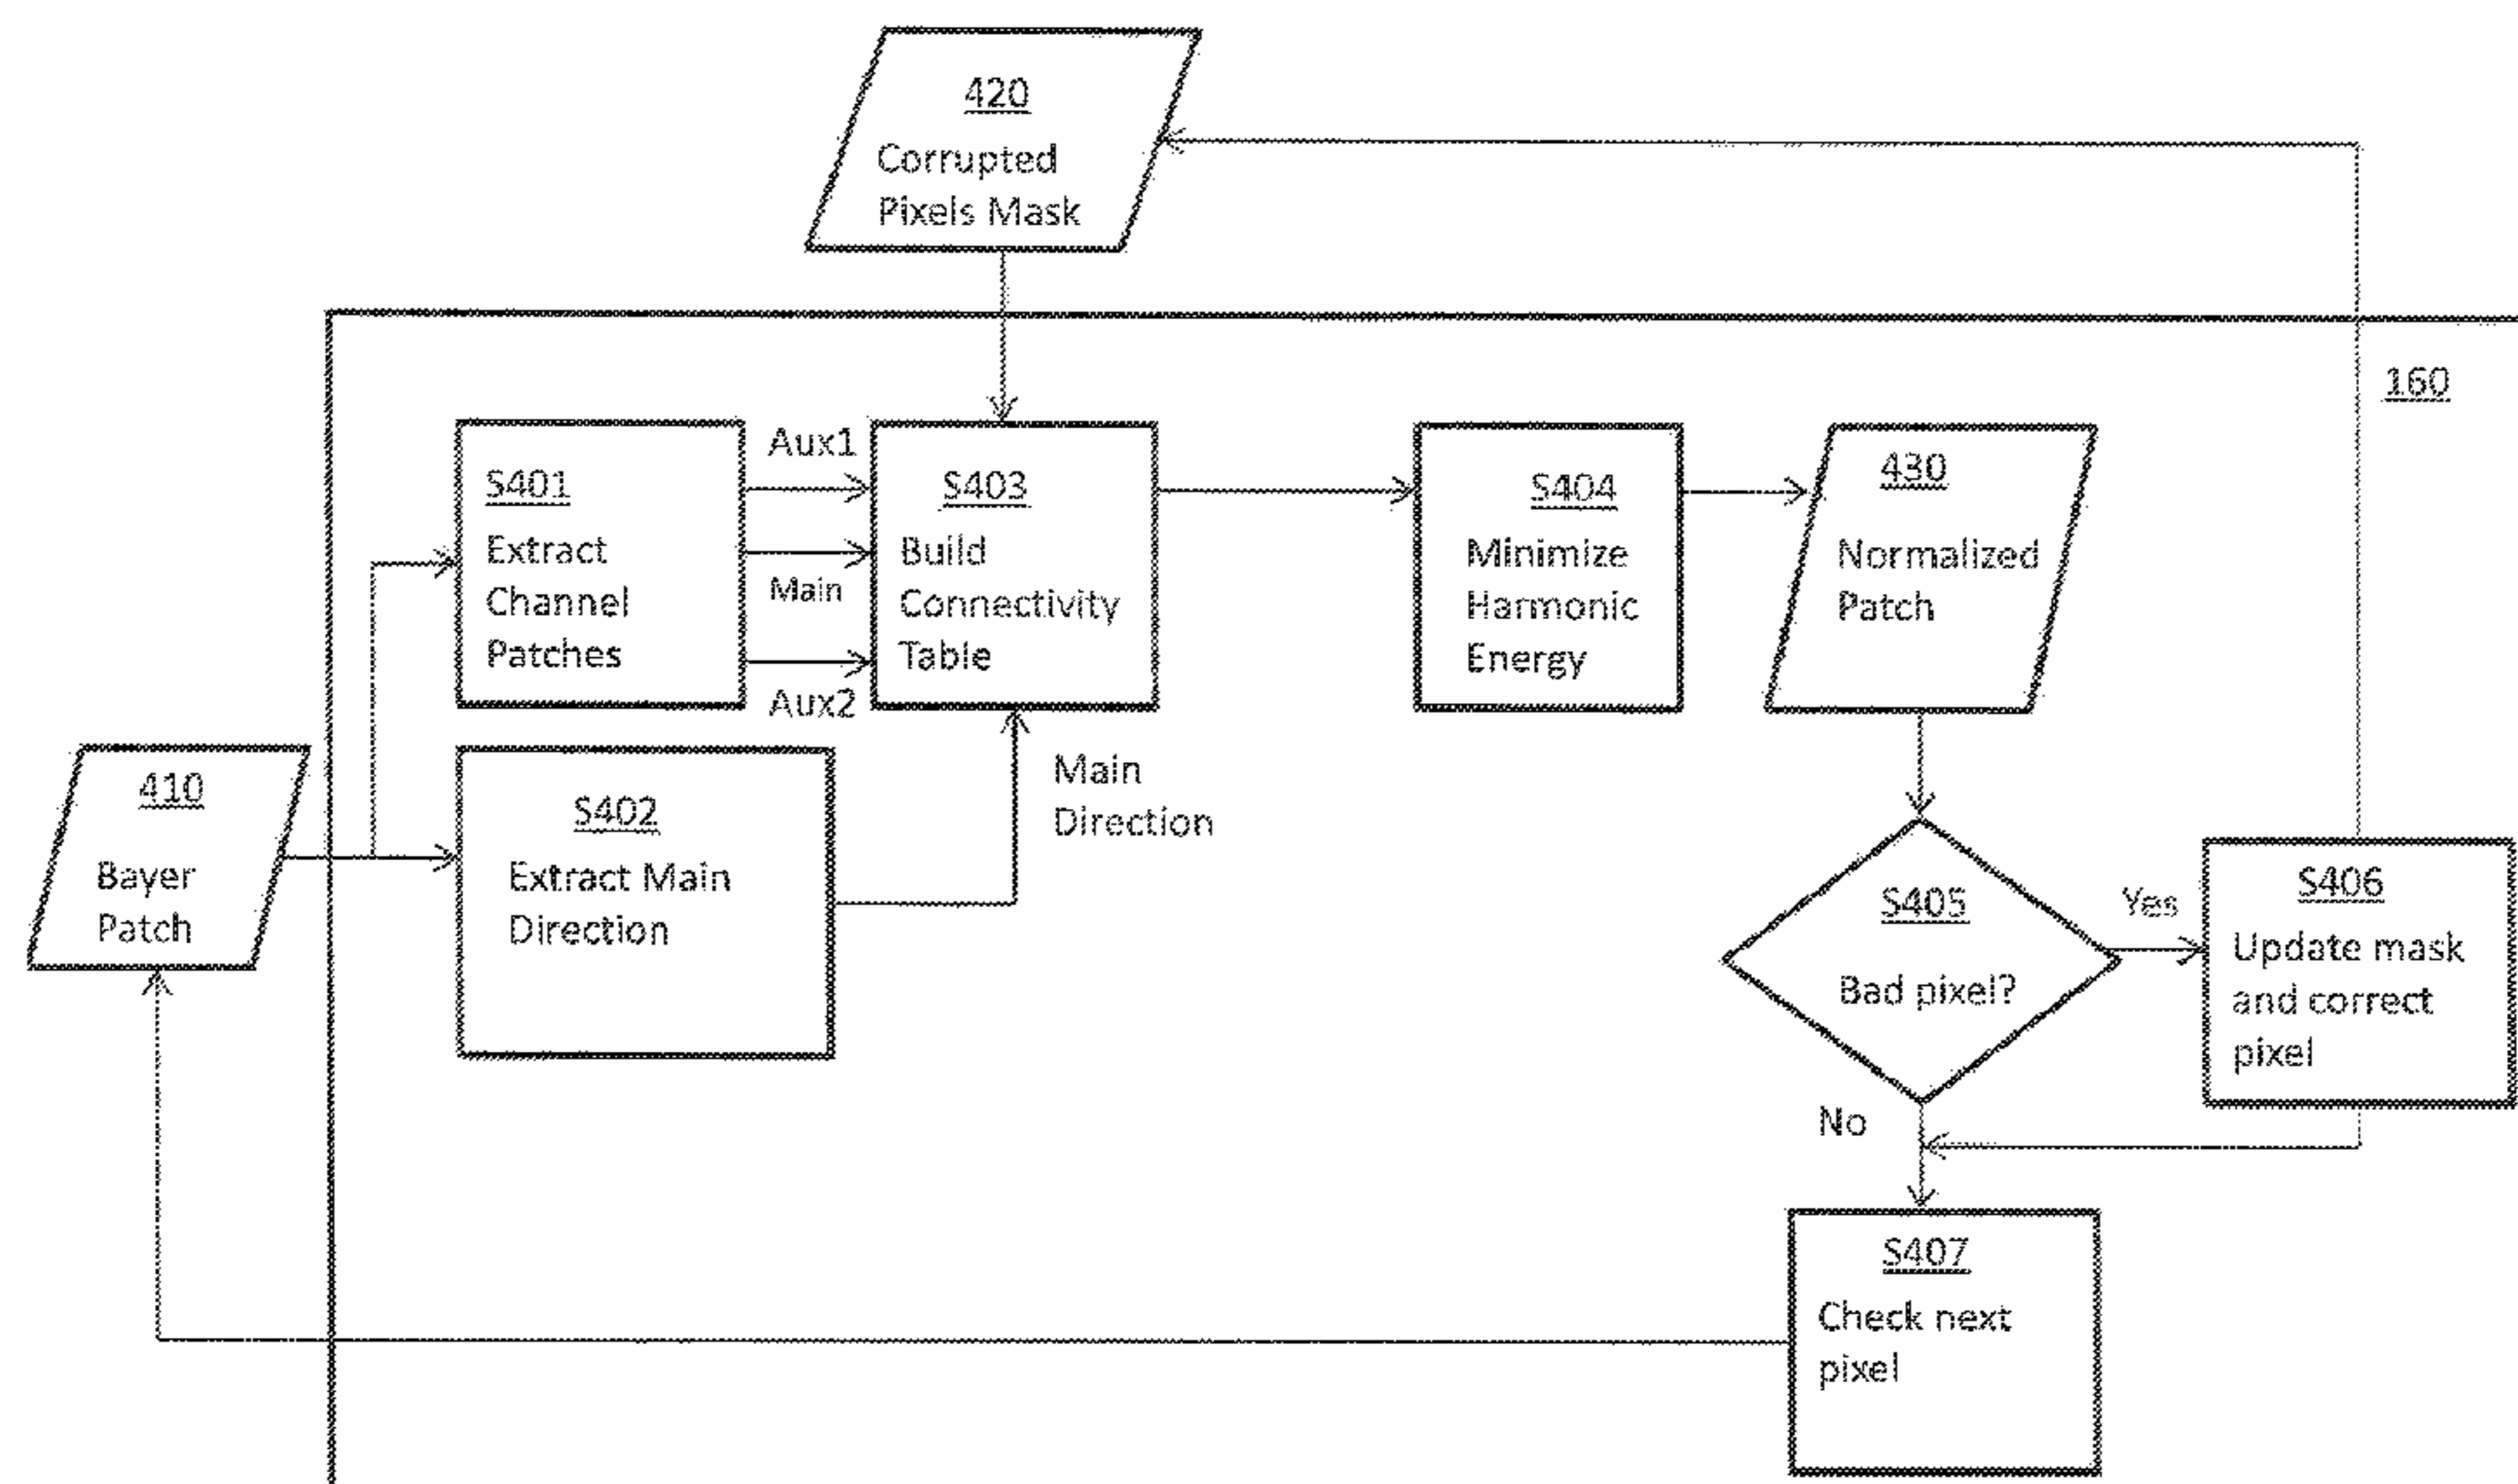 420
Corrupted
Pixels Mask
160
S401
Extract
Channel
Patches
Aux1
Main
Aux2
S403
Build
Connectivity
Table
S404
Minimize
Harmonic
Energy
430
Normalized
Patch
410
Bayer
Patch
S402
Extract Main
Direction
Main
Direction
S405
Bad pixel?
Yes
No
S406
Update mask
and correct
pixel
S407
Check next
pixel